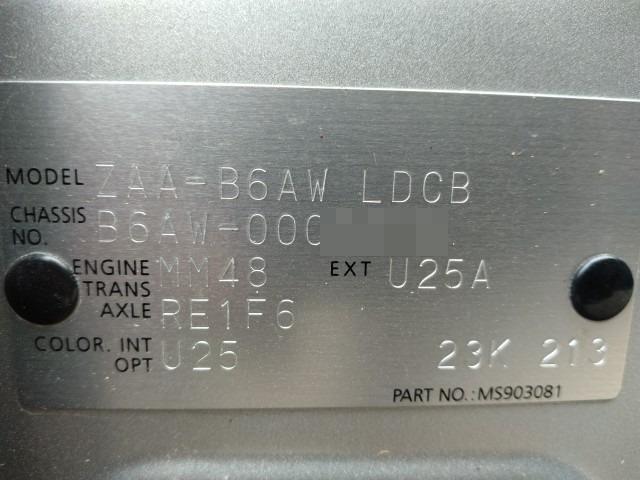 MODEL ZAA-B6AW LDCB
CHASSIS NO. B6AW-000
ENGINE MM48 EXT U25A
TRANS AXLE RE1F6
COLOR. INT U25
OPT 23K 213
PART NO.:MS903081